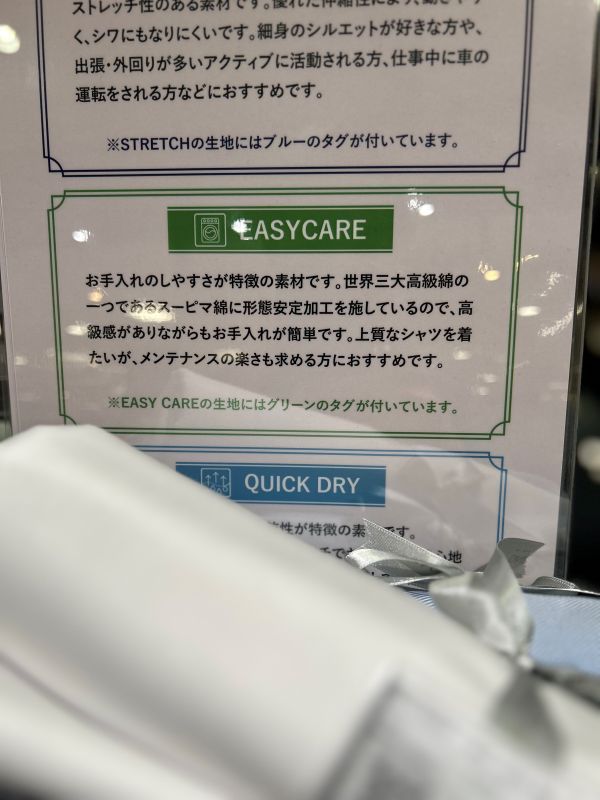 ストレッチ性のある素材です。優れた伸縮性により、動きやす
く、シワにもなりにくいです。細身のシルエットが好きな方や、
出張・外回りが多いアクティブに活動される方、仕事中に車の
運転をされる方などにおすすめです。
※STRETCHの生地にはブルーのタグが付いています。
EASYCARE
お手入れのしやすさが特徴の素材です。世界三大高級綿の
一つであるスーピマ綿に形態安定加工を施しているので、高
級感がありながらもお手入れが簡単です。上質なシャツを着
たいが、メンテナンスの楽さも求める方におすすめです。
※EASY CAREの生地にはグリーンのタグが付いています。
QUICK DRY
性が特徴の素 です。